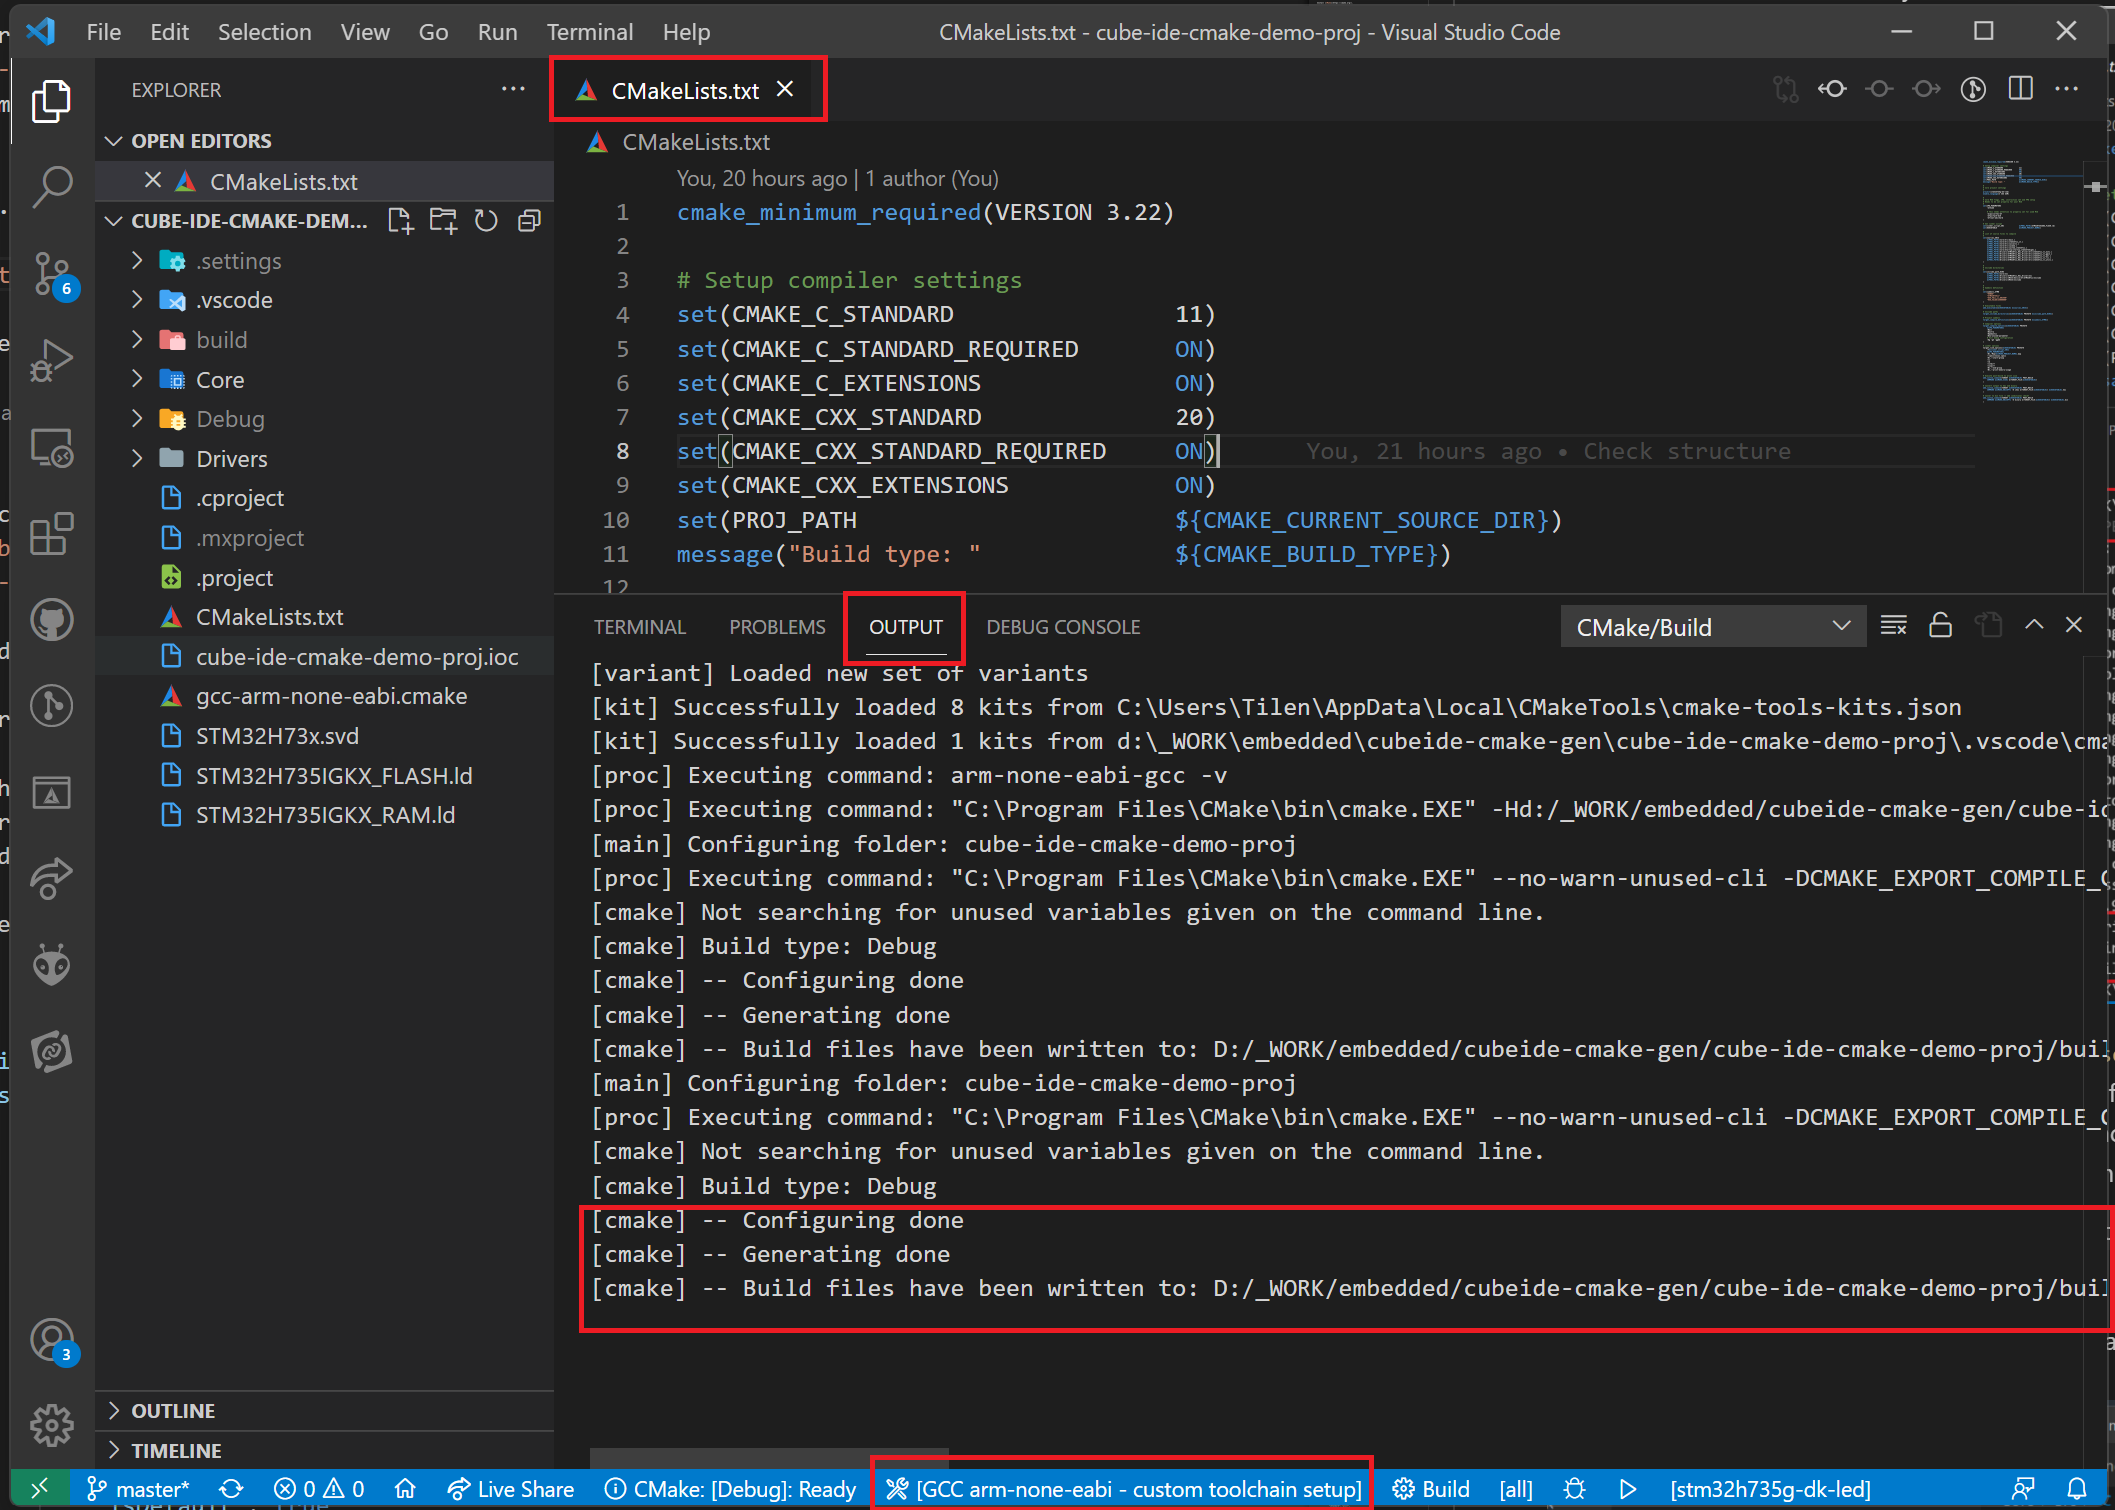 File Edit Selection View Go Run Terminal Help
CMakeLists.txt - cube-ide-cmake-demo-proj - Visual Studio Code
EXPLORER
OPEN EDITORS
CMakeLists.txt
CUBE-IDE-CMAKE-DEM...
.settings
.vscode
build
Core
Debug
Drivers
.cproject
.mxproject
.project
CMakeLists.txt
cube-ide-cmake-demo-proj.ioc
gcc-arm-none-eabi.cmake
STM32H73x.svd
STM32H735IGKX_FLASH.ld
STM32H735IGKX_RAM.ld
OUTLINE
TIMELINE
6
3
CMakeLists.txt
CMakeLists.txt
You, 20 hours ago | 1 author (You)
1 cmake_minimum_required(VERSION 3.22)
2
3 # Setup compiler settings
4 set(CMAKE_C_STANDARD 11)
5 set(CMAKE_C_STANDARD_REQUIRED ON)
6 set(CMAKE_C_EXTENSIONS ON)
7 set(CMAKE_CXX_STANDARD 20)
8 set(CMAKE_CXX_STANDARD_REQUIRED ON) You, 21 hours ago • Check structure
9 set(CMAKE_CXX_EXTENSIONS ON)
10 set(PROJ_PATH ${CMAKE_CURRENT_SOURCE_DIR})
11 message("Build type: " ${CMAKE_BUILD_TYPE})
12
TERMINAL PROBLEMS OUTPUT DEBUG CONSOLE CMake/Build
[variant] Loaded new set of variants
[kit] Successfully loaded 8 kits from C:\Users\Tilen\AppData\Local\CMakeTools\cmake-tools-kits.json
[kit] Successfully loaded 1 kits from d:\_WORK\embedded\cubeide-cmake-gen\cube-ide-cmake-demo-proj\.vscode\cma
[proc] Executing command: arm-none-eabi-gcc -v
[proc] Executing command: "C:\Program Files\CMake\bin\cmake.EXE" -Hd:/_WORK/embedded/cubeide-cmake-gen/cube-id
[main] Configuring folder: cube-ide-cmake-demo-proj
[proc] Executing command: "C:\Program Files\CMake\bin\cmake.EXE" --no-warn-unused-cli -DCMAKE_EXPORT_COMPILE_C
[cmake] Not searching for unused variables given on the command line.
[cmake] Build type: Debug
[cmake] -- Configuring done
[cmake] -- Generating done
[cmake] -- Build files have been written to: D:/_WORK/embedded/cubeide-cmake-gen/cube-ide-cmake-demo-proj/buil
[main] Configuring folder: cube-ide-cmake-demo-proj
[proc] Executing command: "C:\Program Files\CMake\bin\cmake.EXE" --no-warn-unused-cli -DCMAKE_EXPORT_COMPILE_C
[cmake] Not searching for unused variables given on the command line.
[cmake] Build type: Debug
[cmake] -- Configuring done
[cmake] -- Generating done
[cmake] -- Build files have been written to: D:/_WORK/embedded/cubeide-cmake-gen/cube-ide-cmake-demo-proj/buil
master* 0 0 Live Share CMake: [Debug]: Ready [GCC arm-none-eabi - custom toolchain setup] Build [all] [stm32h735g-dk-led]